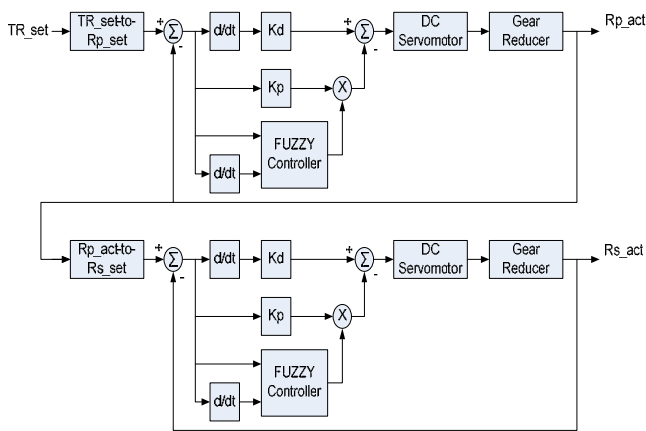 TR_set
TR_set-to-
Rp_set
+
Σ
-
d/dt
Kd
+
Σ
-
DC
Servomotor
Gear
Reducer
Rp_act
Kp
X
FUZZY
Controller
d/dt
Rp_act-to-
Rs_set
+
Σ
-
d/dt
Kd
+
Σ
-
DC
Servomotor
Gear
Reducer
Rs_act
Kp
X
FUZZY
Controller
d/dt